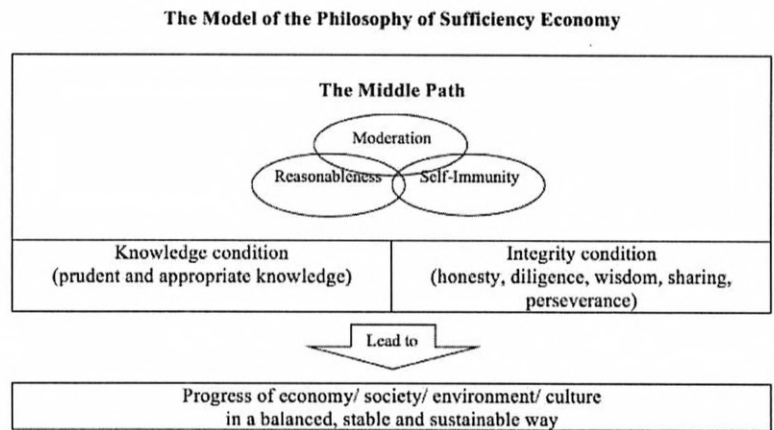 The Model of the Philosophy of Sufficiency Economy
The Middle Path
Moderation
Reasonableness
Self-Immunity
Knowledge condition
(prudent and appropriate knowledge)
Integrity condition
(honesty, diligence, wisdom, sharing,
perseverance)
Lead to
Progress of economy/ society/ environment/ culture
in a balanced, stable and sustainable way